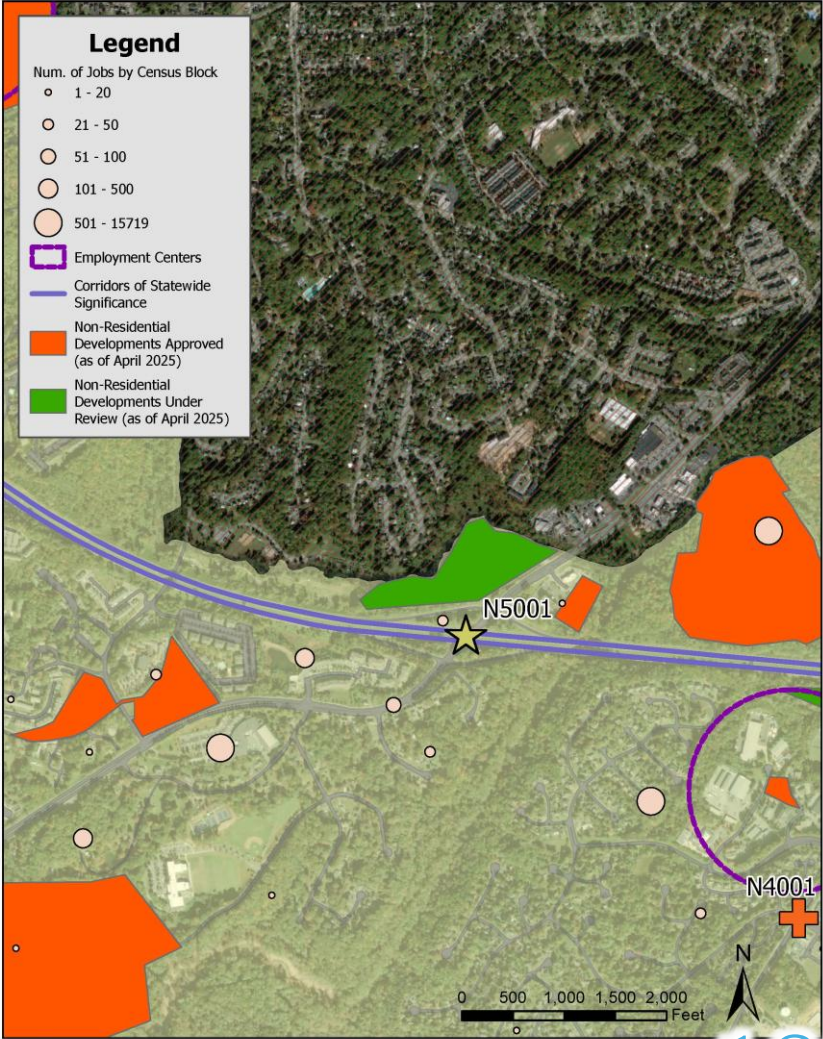 Legend
Num. of Jobs by Census Block
1 - 20
21 - 50
51 - 100
101 - 500
501 - 15719
Employment Centers
Corridors of Statewide
Significance
Non-Residential
Developments Approved
(as of April 2025)
Non-Residential
Developments Under
Review (as of April 2025)
N5001
N4001
N
0 500 1,000 1,500 2,000
Feet